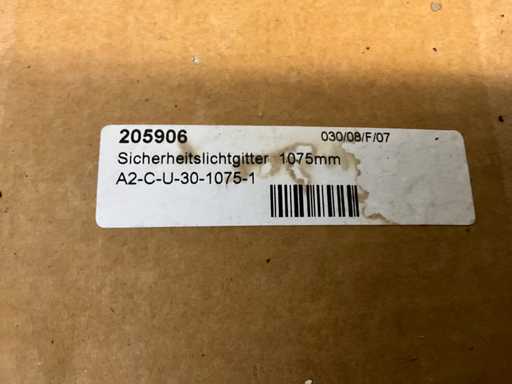 205906 030/08/F/07
Sicherheitslichtgitter 1075mm
A2-C-U-30-1075-1